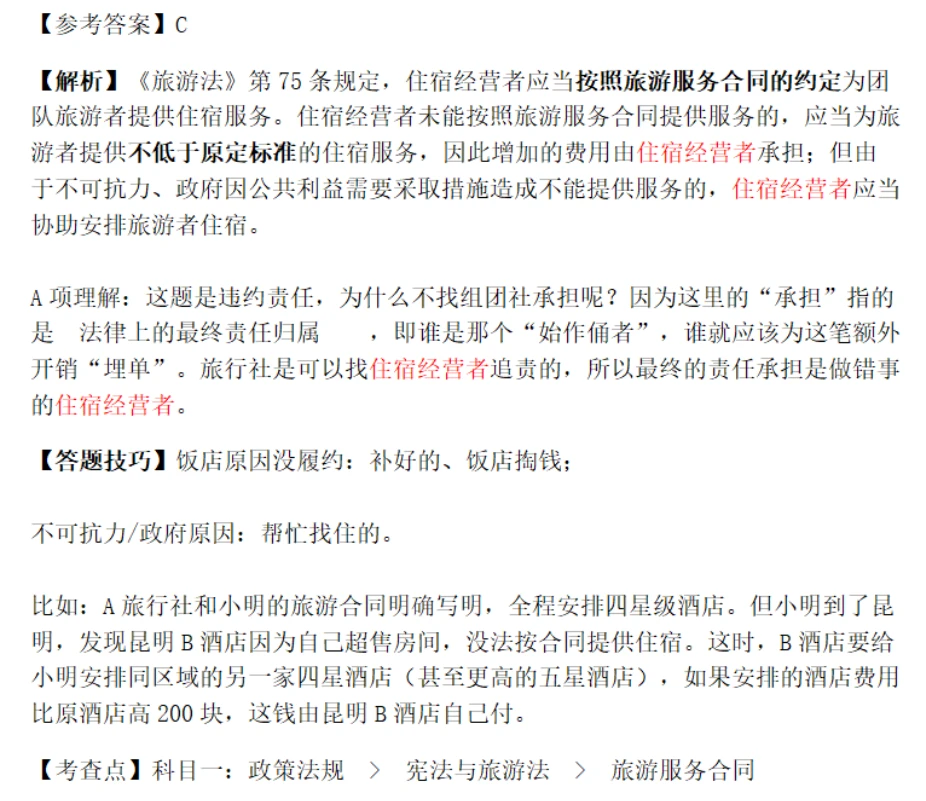 【参考答案】C
【解析】《旅游法》第 75 条规定，住宿经营者应当按照旅游服务合同的约定为团
队旅游者提供住宿服务。住宿经营者未能按照旅游服务合同提供服务的，应当为旅
游者提供不低于原定标准的住宿服务，因此增加的费用由住宿经营者承担；但由
于不可抗力、政府因公共利益需要采取措施造成不能提供服务的，住宿经营者应当
协助安排旅游者住宿。
A 项理解：这题是违约责任，为什么不找组团社承担呢？因为这里的“承担”指的
是　法律上的最终责任归属　　，即谁是那个“始作俑者”，谁就应该为这笔额外
开销“埋单”。旅行社是可以找住宿经营者追责的，所以最终的责任承担是做错事
的住宿经营者。
【答题技巧】饭店原因没履约：补好的、饭店掏钱；
不可抗力/政府原因：帮忙找住的。
比如：A 旅行社和小明的旅游合同明确写明，全程安排四星级酒店。但小明到了昆
明，发现昆明 B 酒店因为自己超售房间，没法按合同提供住宿。这时，B 酒店要给
小明安排同区域的另一家四星酒店（甚至更高的五星酒店），如果安排的酒店费用
比原酒店高 200 块，这钱由昆明 B 酒店自己付。
【考查点】科目一：政策法规　>　宪法与旅游法　>　旅游服务合同